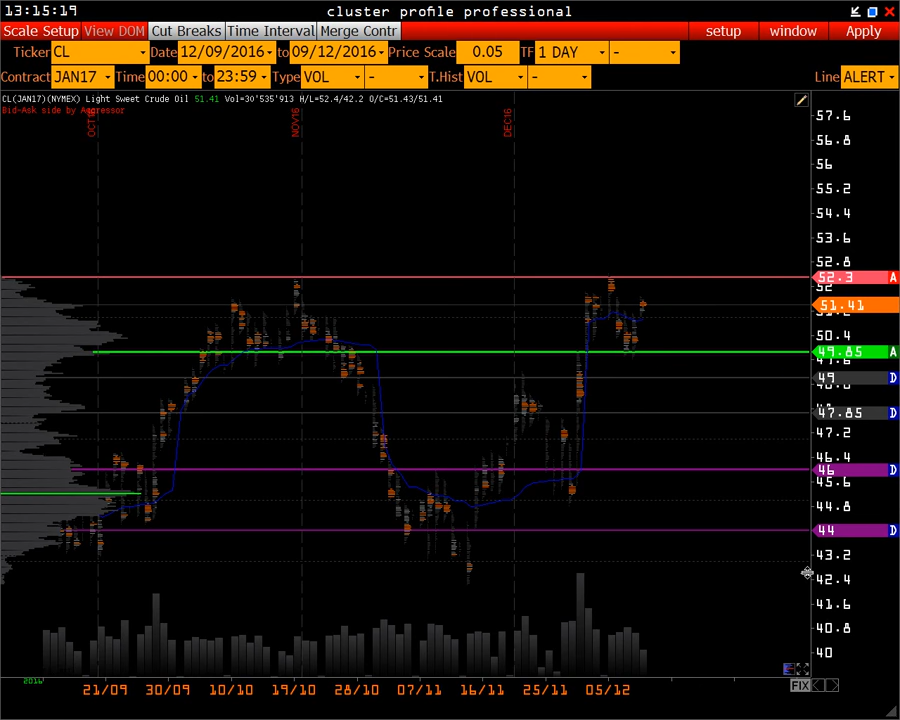 13:15:19 cluster profile professional
Scale Setup View DOM Cut Breaks Time Interval Merge Contr setup window Apply
Ticker CL Date 12/09/2016 to 09/12/2016 Price Scale 0.05 TF 1 DAY -
Contract JAN17 Time 00:00 to 23:59 Type VOL - T.Hist VOL - Line ALERT
CL(JAN17)(NYMEX) Light Sweet Crude Oil 51.41 Vol=30'535'913 H/L=52.4/42.2 O/C=51.43/51.41
Bid-Ask side by Aggressor
OCT16 NOV16 DEC16
57.6
56.8
56
55.2
54.4
53.6
52.8
52.3 A
52
51.41
50.4
49.85 A
49.6
49 D
47.85 D
47.2
46.4
46 D
45.6
44.8
44 D
43.2
42.4
41.6
40.8
40
2016 21/09 30/09 10/10 19/10 28/10 07/11 16/11 25/11 05/12 FIX